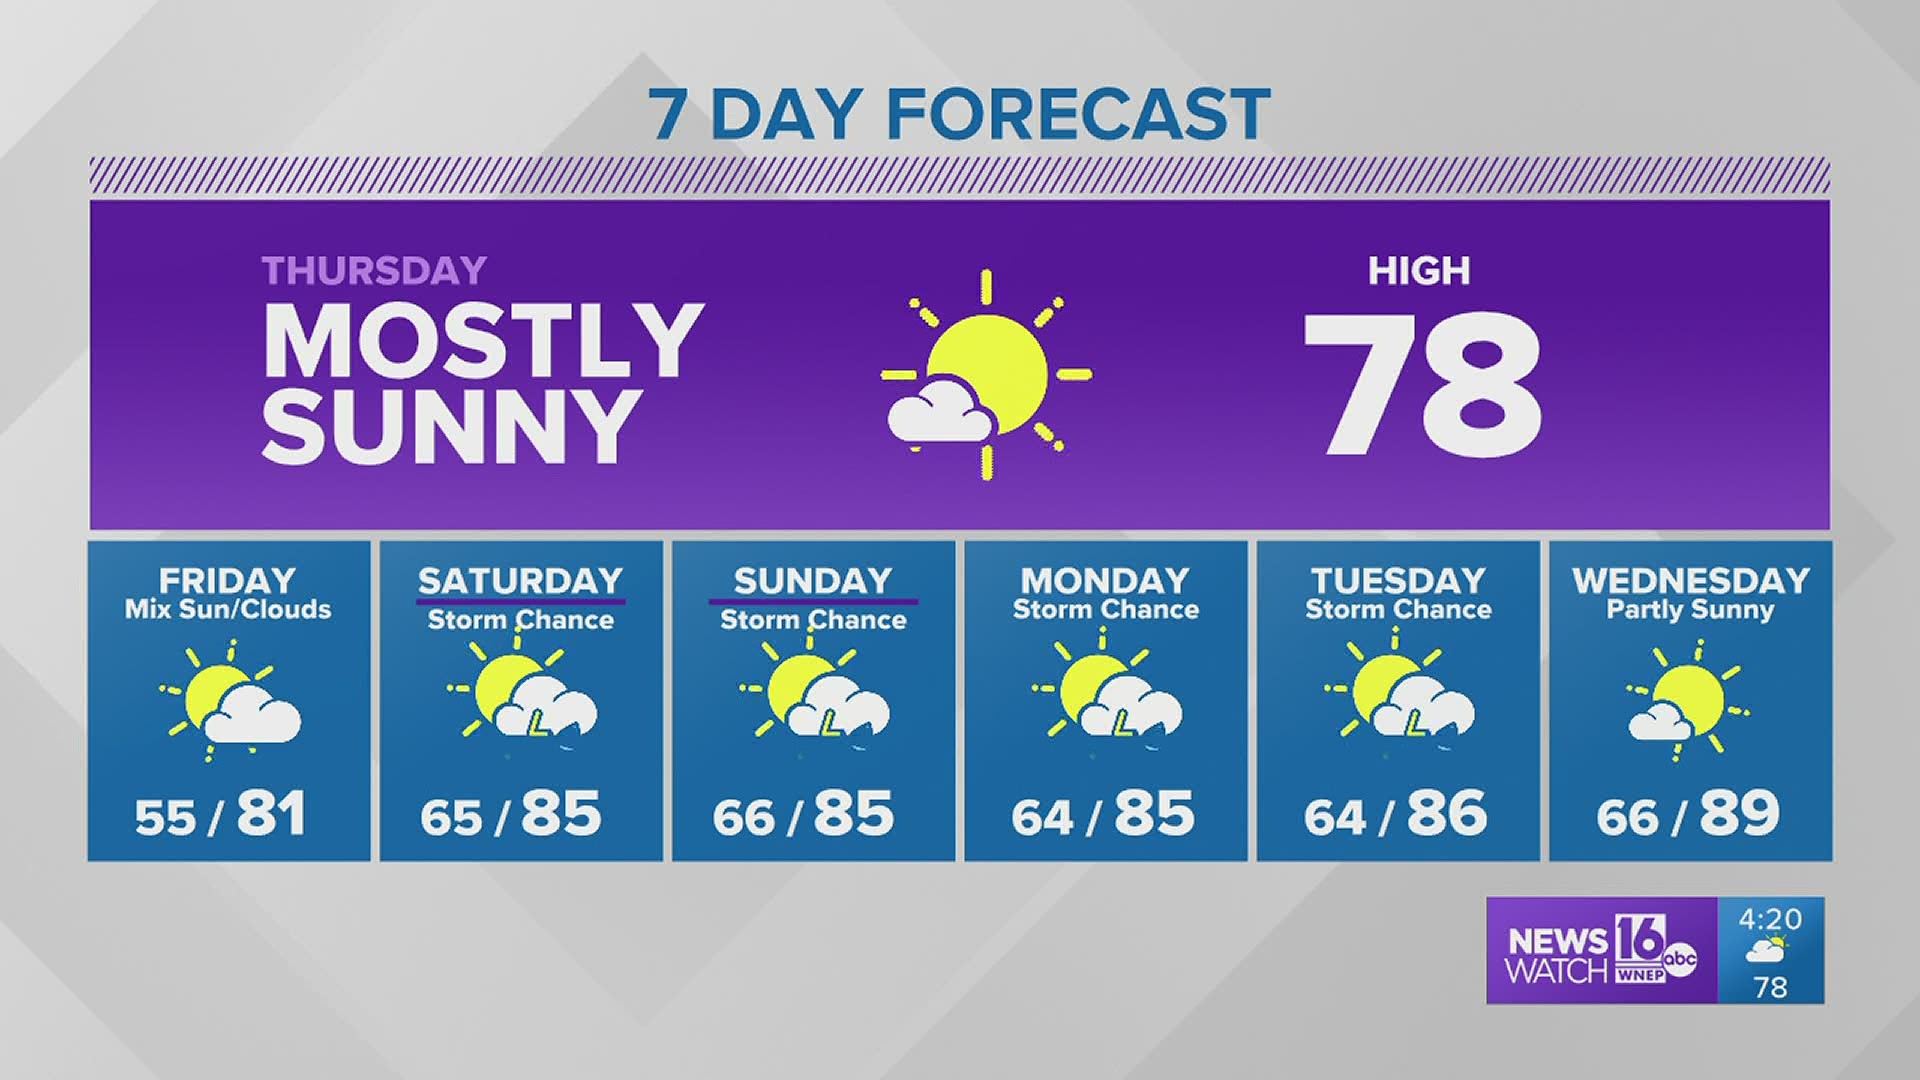 7 DAY FORECAST
THURSDAY
MOSTLY
SUNNY
HIGH
78
FRIDAY
Mix Sun/Clouds
55 / 81
SATURDAY
Storm Chance
65 / 85
SUNDAY
Storm Chance
66 / 85
MONDAY
Storm Chance
64 / 85
TUESDAY
Storm Chance
64 / 86
WEDNESDAY
Partly Sunny
66 / 89
NEWS
WATCH
16
WNEP
abc
4:20
78